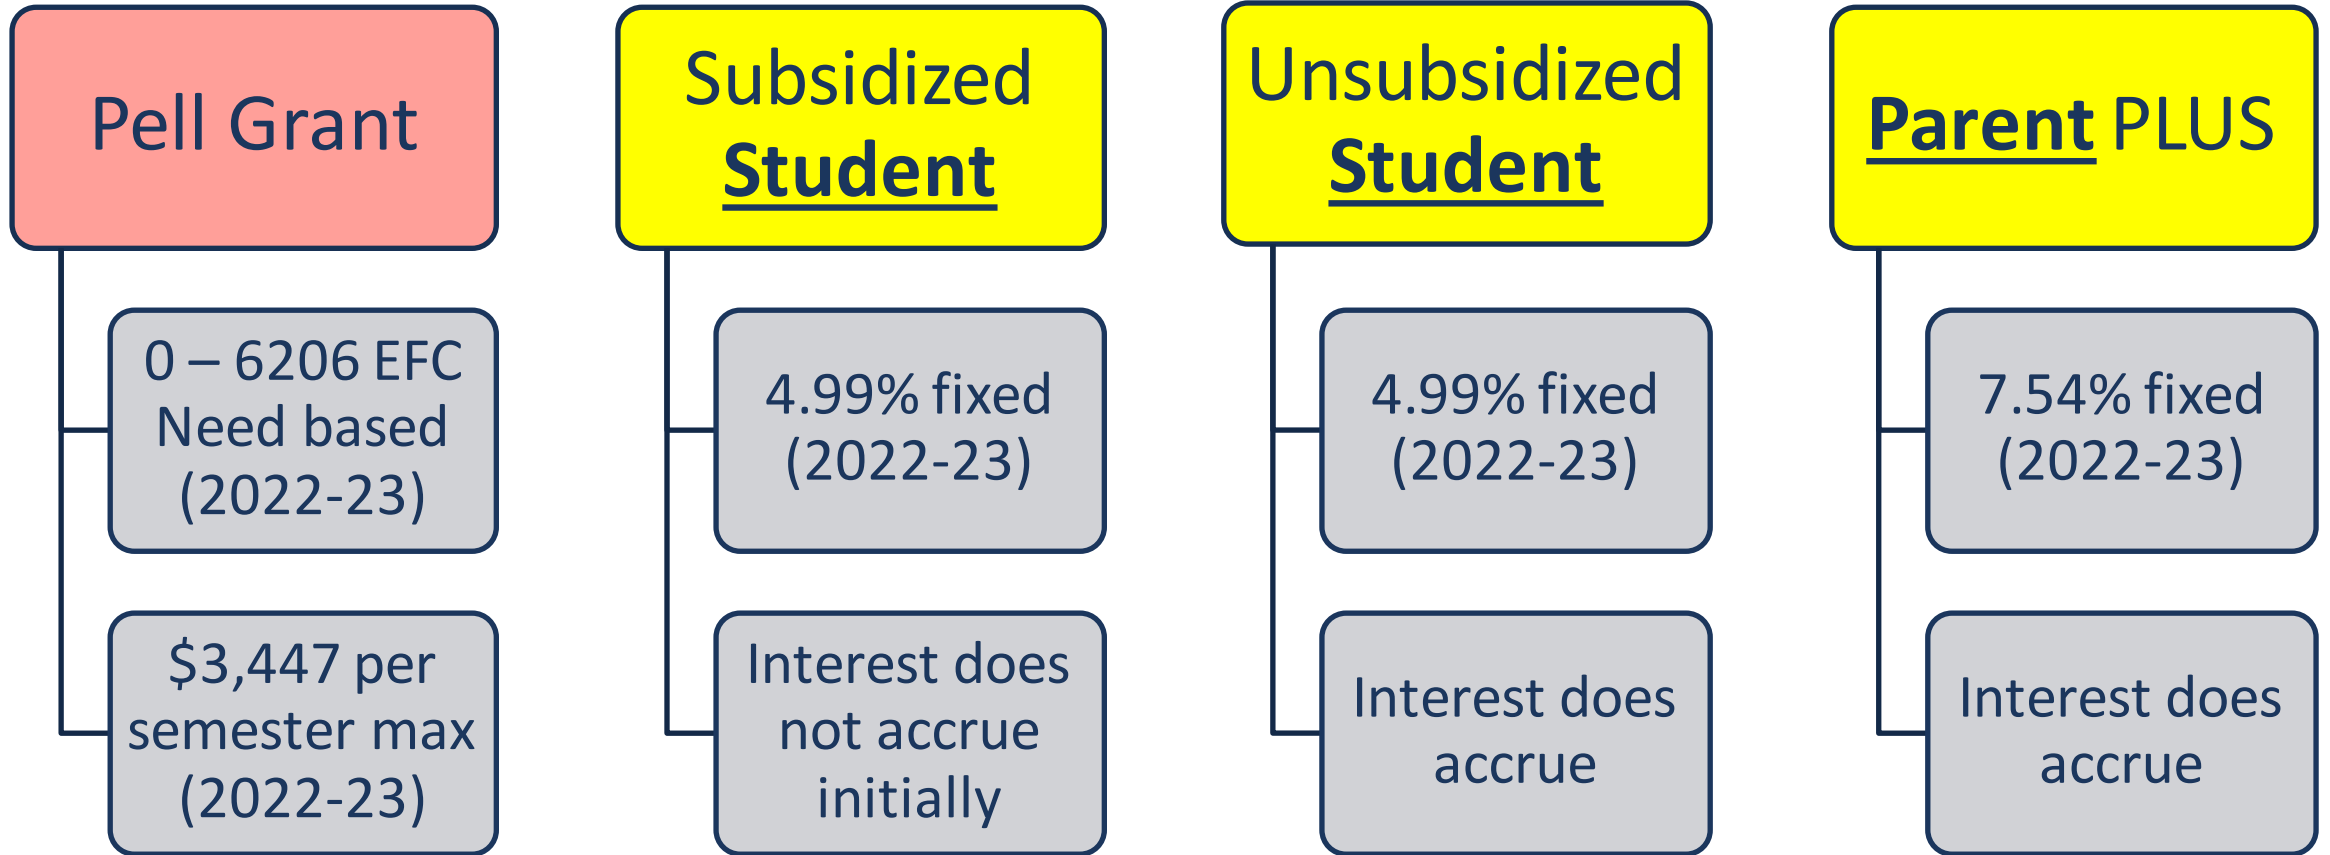 Pell Grant
0 – 6206 EFC
Need based
(2022-23)
$3,447 per
semester max
(2022-23)
Subsidized
Student
4.99% fixed
(2022-23)
Interest does
not accrue
initially
Unsubsidized
Student
4.99% fixed
(2022-23)
Interest does
accrue
Parent PLUS
7.54% fixed
(2022-23)
Interest does
accrue